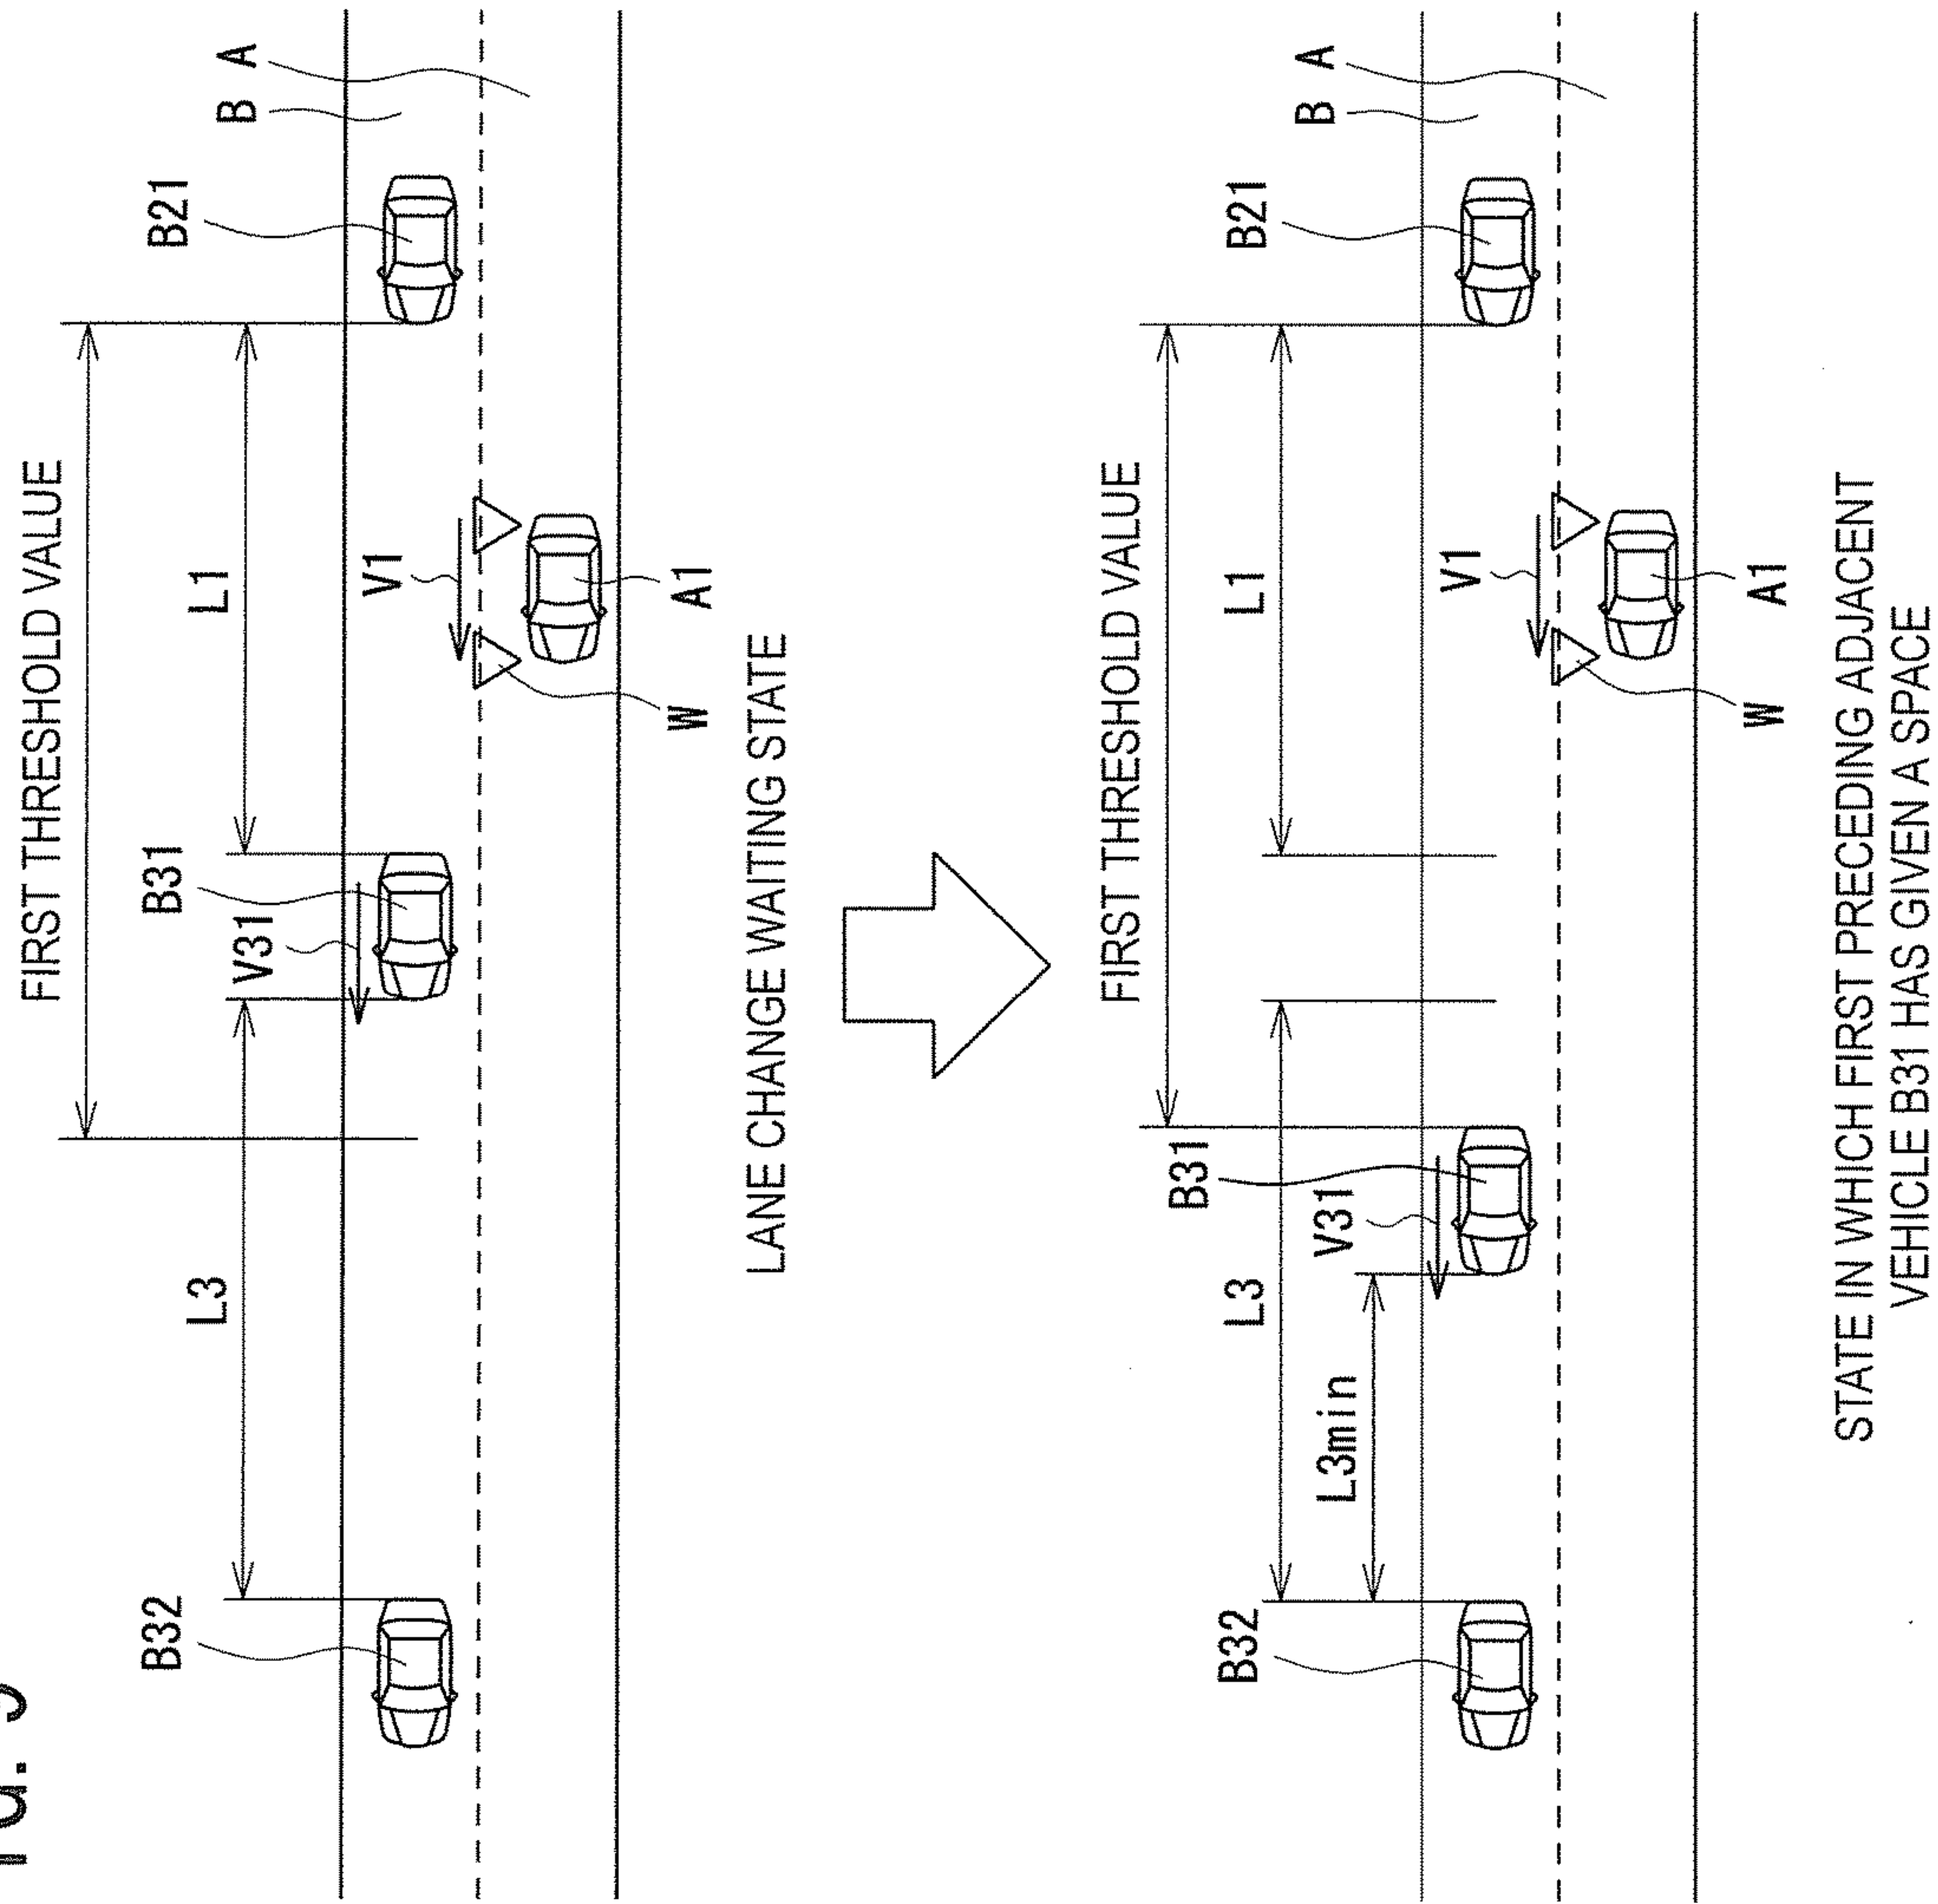 FIRST THRESHOLD VALUE
L3
L1
B32
B31
B21
V31
V1
B
A
W
A1
LANE CHANGE WAITING STATE
FIRST THRESHOLD VALUE
L3
L1
L3min
B32
B31
B21
V31
V1
B
A
W
A1
STATE IN WHICH FIRST PRECEDING ADJACENT
VEHICLE B31 HAS GIVEN A SPACE